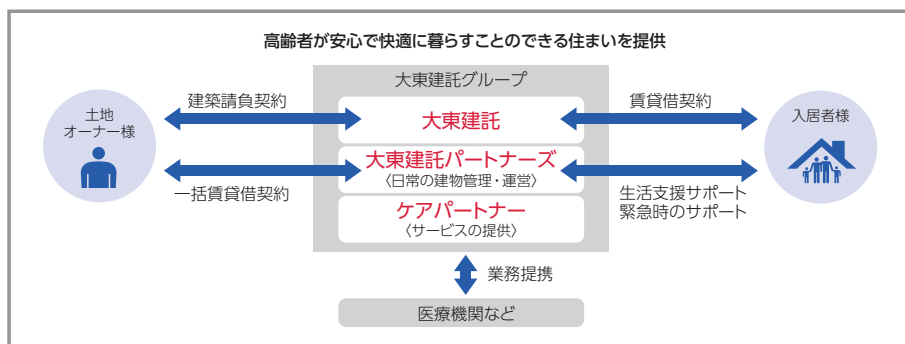 高齢者が安心で快適に暮らすことのできる住まいを提供
大東建託グループ
土地
オーナー様
建築請負契約
大東建託
賃貸借契約
入居者様
一括賃貸借契約
大東建託パートナーズ
〈日常の建物管理・運営〉
生活支援サポート
緊急時のサポート
ケアパートナー
〈サービスの提供〉
業務提携
医療機関など